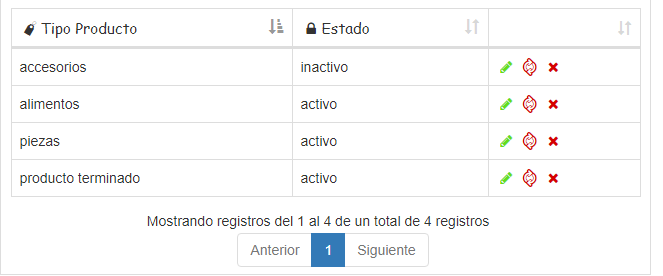 Tipo Producto Estado
accesorios inactivo
alimentos activo
piezas activo
producto terminado activo
Mostrando registros del 1 al 4 de un total de 4 registros
Anterior 1 Siguiente